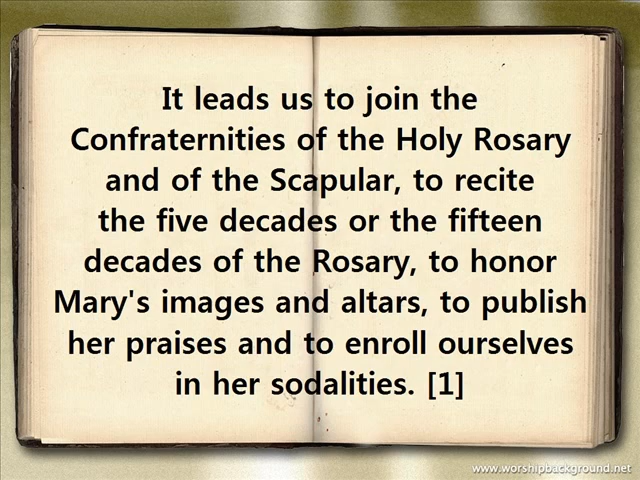 It leads us to join the
Confraternities of the Holy Rosary
and of the Scapular, to recite
the five decades or the fifteen
decades of the Rosary, to honor
Mary's images and altars, to publish
her praises and to enroll ourselves
in her sodalities. [1]
www.worshipbackground.net